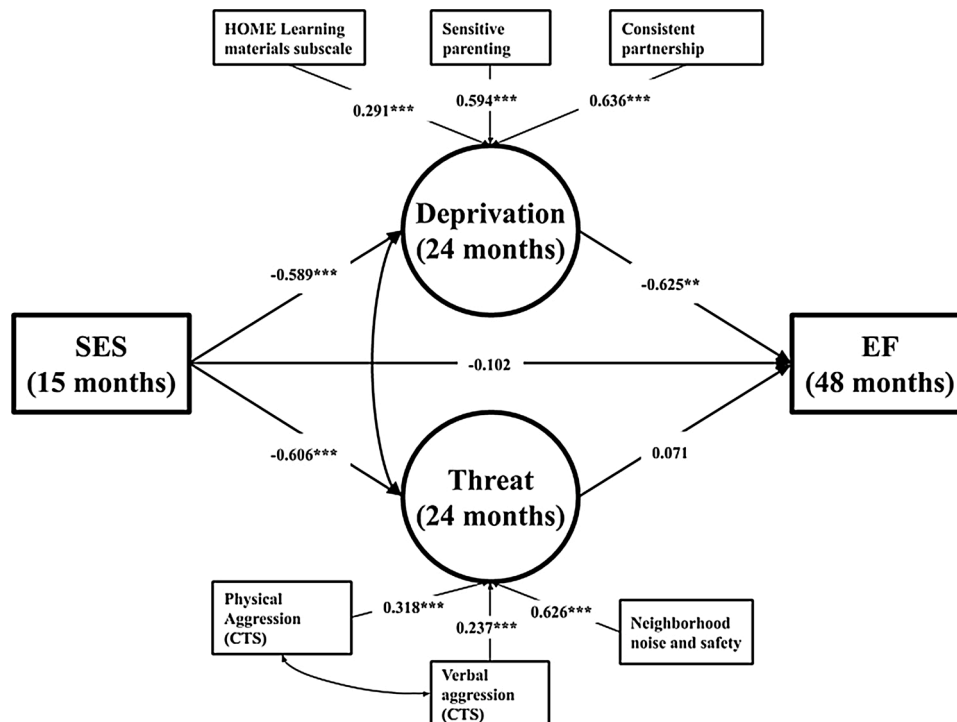 HOME Learning
materials subscale
Sensitive
parenting
Consistent
partnership
0.291***
0.594***
0.636***
Deprivation
(24 months)
-0.589***
-0.625**
SES
(15 months)
-0.102
EF
(48 months)
-0.606***
0.071
Threat
(24 months)
Physical
Aggression
(CTS)
0.318***
0.237***
0.626***
Neighborhood
noise and safety
Verbal
aggression
(CTS)